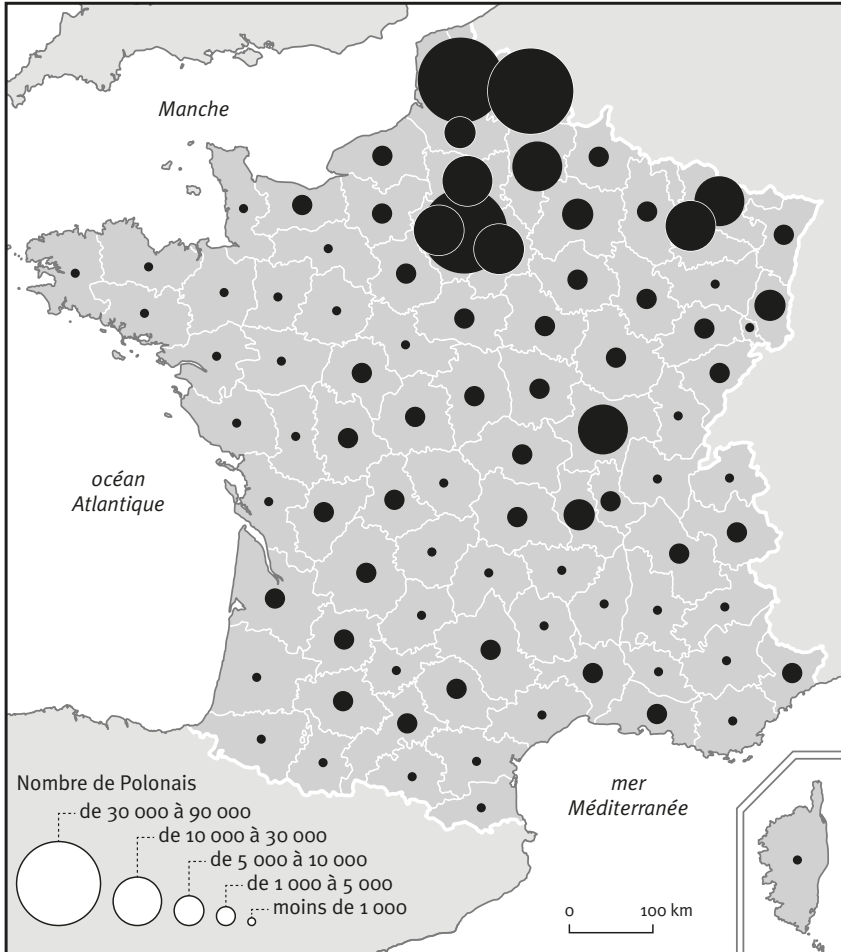 Manche
océan
Atlantique
mer
Méditerranée
Nombre de Polonais
de 30 000 à 90 000
de 10 000 à 30 000
de 5 000 à 10 000
de 1 000 à 5 000
moins de 1 000
0 100 km